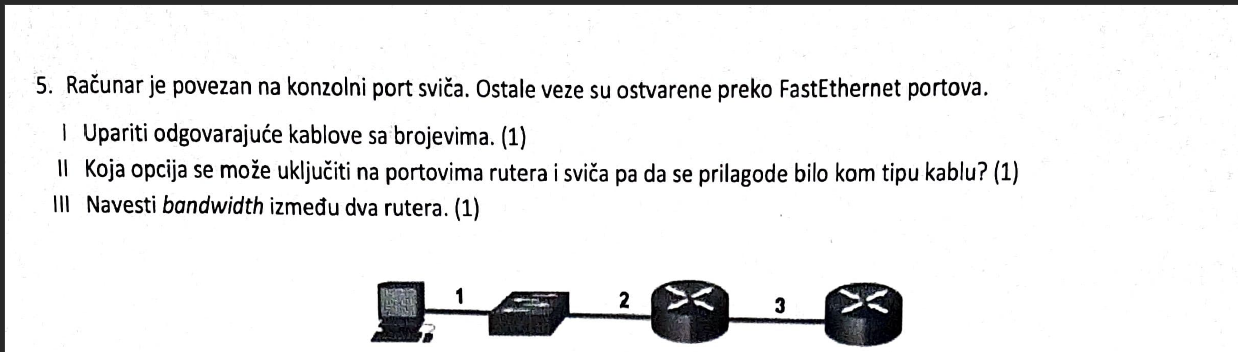 5. Računar je povezan na konzolni port sviča. Ostale veze su ostvarene preko FastEthernet portova.
I Upariti odgovarajuće kablove sa brojevima. (1)
II Koja opcija se može uključiti na portovima rutera i sviča pa da se prilagode bilo kom tipu kablu? (1)
III Navesti bandwidth između dva rutera. (1)
1 2 3